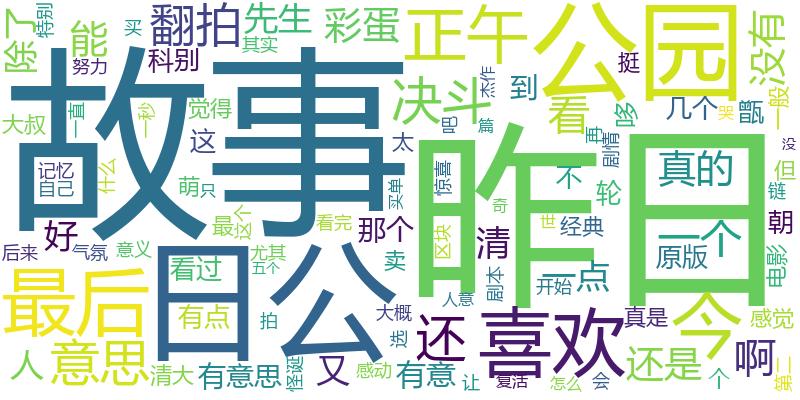 除了
特别
能
买
努力
翻拍
科别
先生
其实
彩蛋
正午
公园
没有
挺
一般
大叔
一直
一秒
觉得
决斗
吧
杰作
篇
到
看
再
哆
剧情
几个
甄
哭
没
故事
昨日
记忆
自己
什么
萌
只
这
太
买单
惊喜
不
轮
真的
但
链
后来
气氛
好
意义
最
这个
尤其
看完
那个
区块
清
奇
世
经典
一点
一个
原版
朝
电影
最后
日公
看过
五个
卖
剧本
开始
今
有点
拍
大概
选
还
人意
喜欢
真是
感觉
人
意思
清大
有意思
怪诞
又
感动
有意
让
复活
怎么
会
还是
个
啊
第二